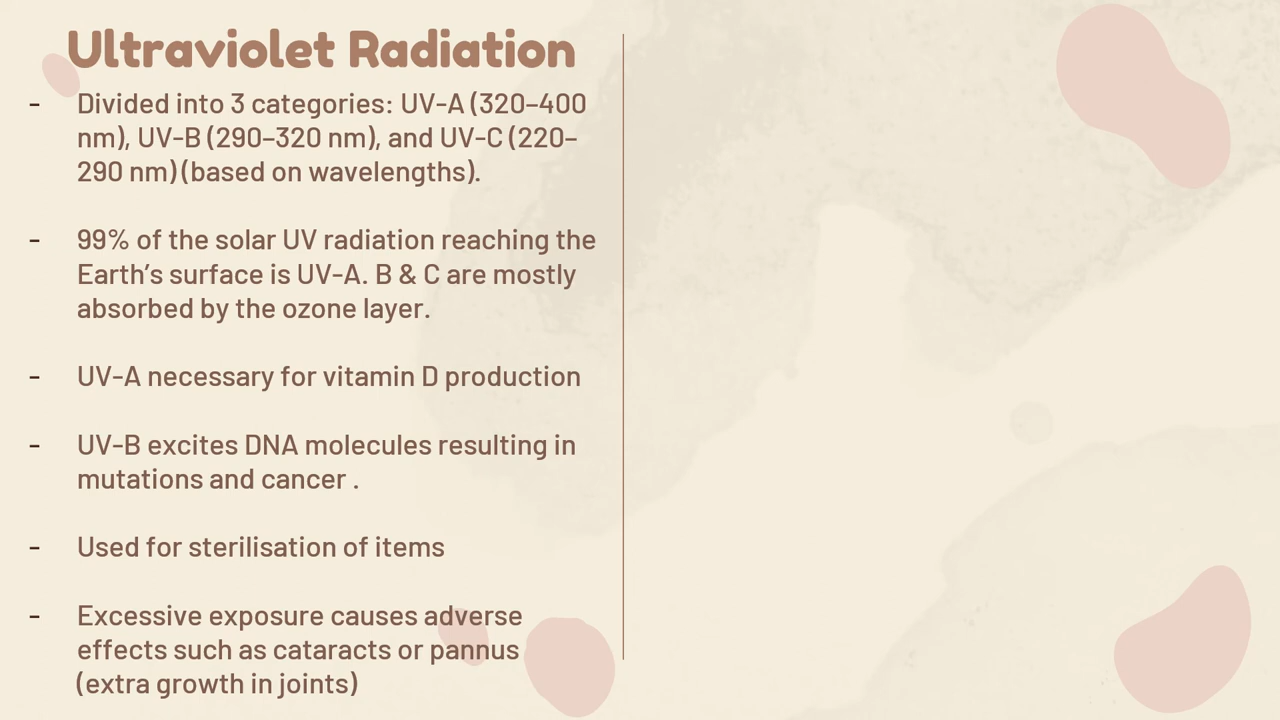 Ultraviolet Radiation
- Divided into 3 categories: UV-A (320–400
nm), UV-B (290–320 nm), and UV-C (220–
290 nm) (based on wavelengths).
- 99% of the solar UV radiation reaching the
Earth’s surface is UV-A. B & C are mostly
absorbed by the ozone layer.
- UV-A necessary for vitamin D production
- UV-B excites DNA molecules resulting in
mutations and cancer .
- Used for sterilisation of items
- Excessive exposure causes adverse
effects such as cataracts or pannus
(extra growth in joints)